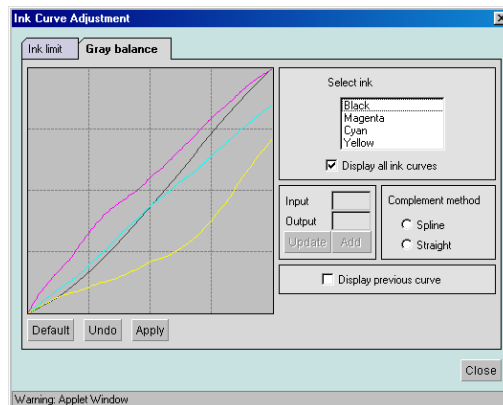 Ink Curve Adjustment
Ink limit
Gray balance
Select ink
Black
Magenta
Cyan
Yellow
Display all ink curves
Input
Output
Update
Add
Complement method
Spline
Straight
Display previous curve
Default
Undo
Apply
Close
Warning: Applet Window